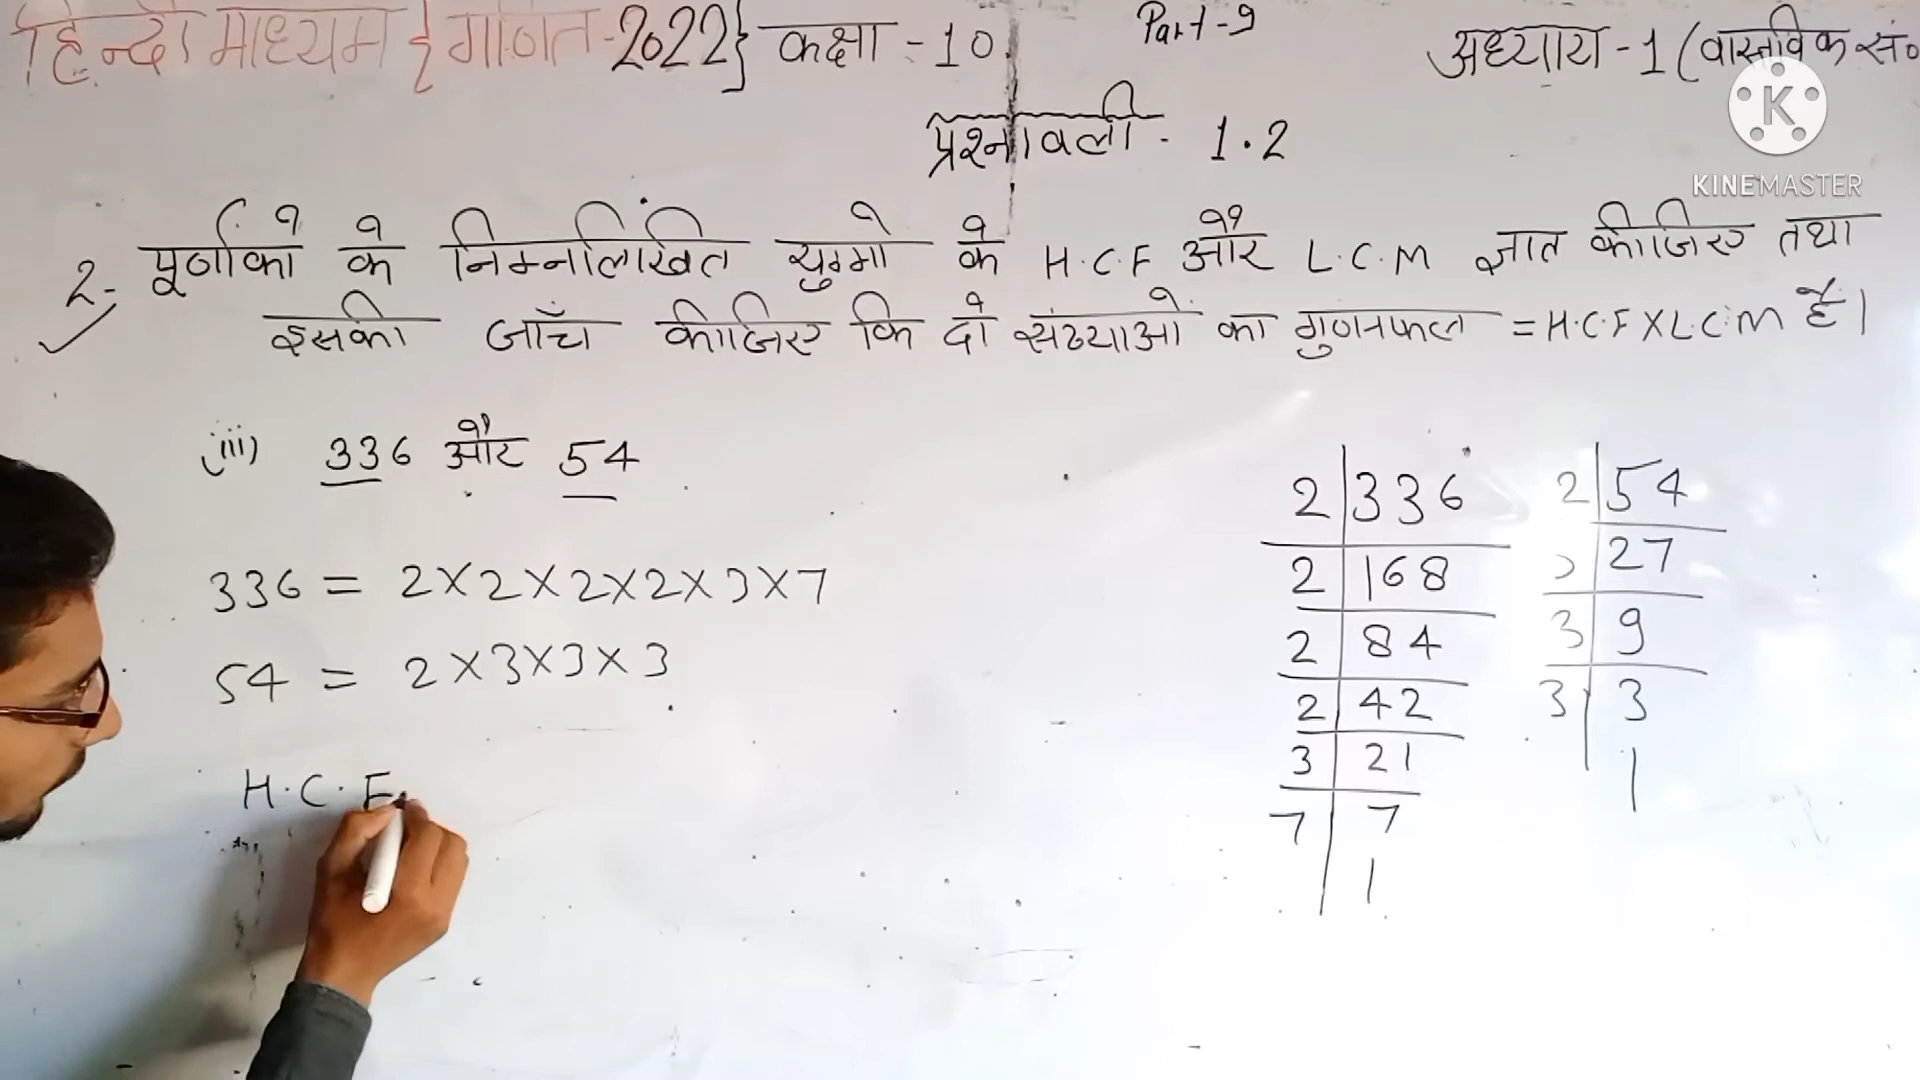 हिन्दी माध्यम {गणित-2022} कक्षा - 10
Part-9
अध्याय-1 (वास्तविक सं०
KINEMASTER
प्रश्नावली - 1.2
2- पूर्णांको के निम्नलिखित युग्मो के H.C.F और L.C.M ज्ञात कीजिए तथा
इसकी जाँच कीजिए कि दो संख्याओ का गुणनफल = H.C.F X L.C.M है।
(iii) 336 और 54
336 = 2×2×2×2×3×7
54 = 2×3×3×3
H.C.F
2 336
2 168
2 84
2 42
3 21
7 7
1
2 54
3 27
3 9
3 3
1